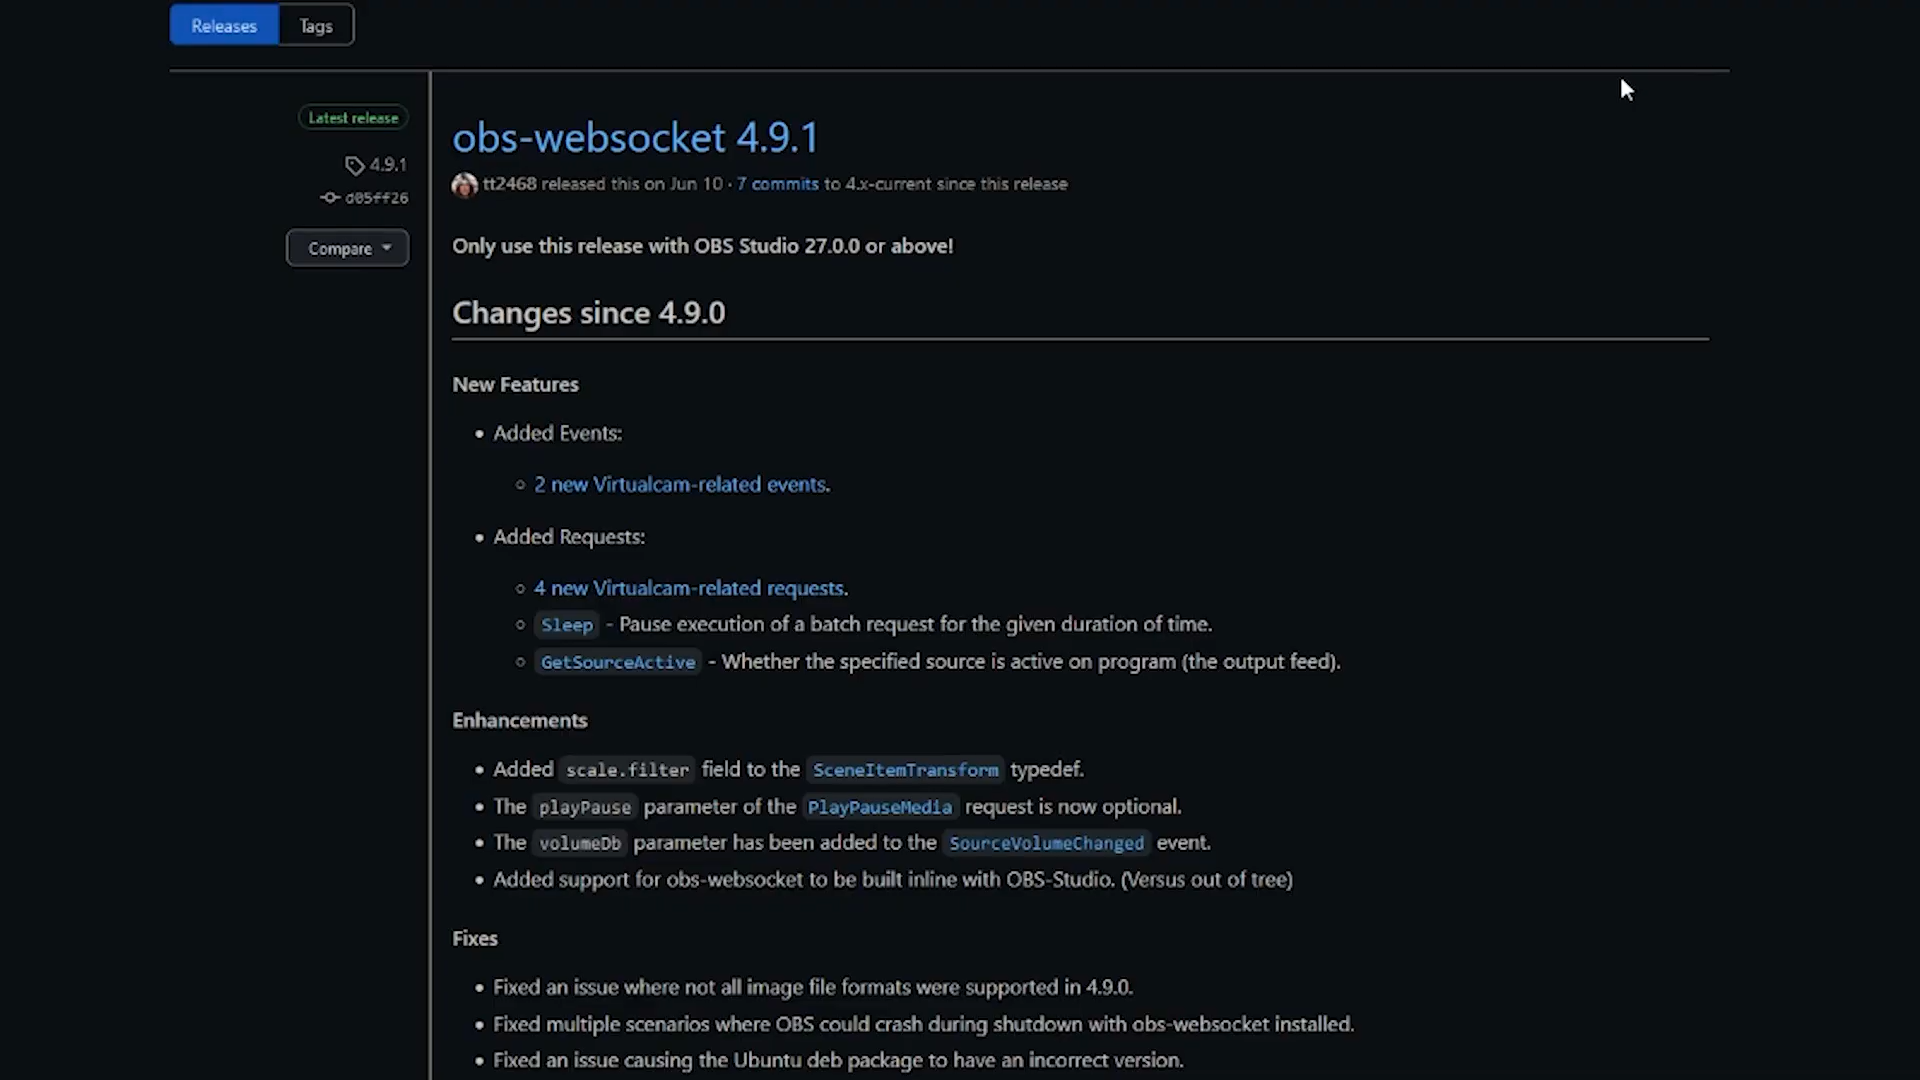 Releases
Tags
Latest release
4.9.1
d05ff26
Compare
obs-websocket 4.9.1
tt2468 released this on Jun 10 · 7 commits to 4.x-current since this release
Only use this release with OBS Studio 27.0.0 or above!
Changes since 4.9.0
New Features
• Added Events:
○ 2 new Virtualcam-related events.
• Added Requests:
○ 4 new Virtualcam-related requests.
○ Sleep - Pause execution of a batch request for the given duration of time.
○ GetSourceActive - Whether the specified source is active on program (the output feed).
Enhancements
• Added scale.filter field to the SceneItemTransform typedef.
• The playPause parameter of the PlayPauseMedia request is now optional.
• The volumeDb parameter has been added to the SourceVolumeChanged event.
• Added support for obs-websocket to be built inline with OBS-Studio. (Versus out of tree)
Fixes
• Fixed an issue where not all image file formats were supported in 4.9.0.
• Fixed multiple scenarios where OBS could crash during shutdown with obs-websocket installed.
• Fixed an issue causing the Ubuntu deb package to have an incorrect version.